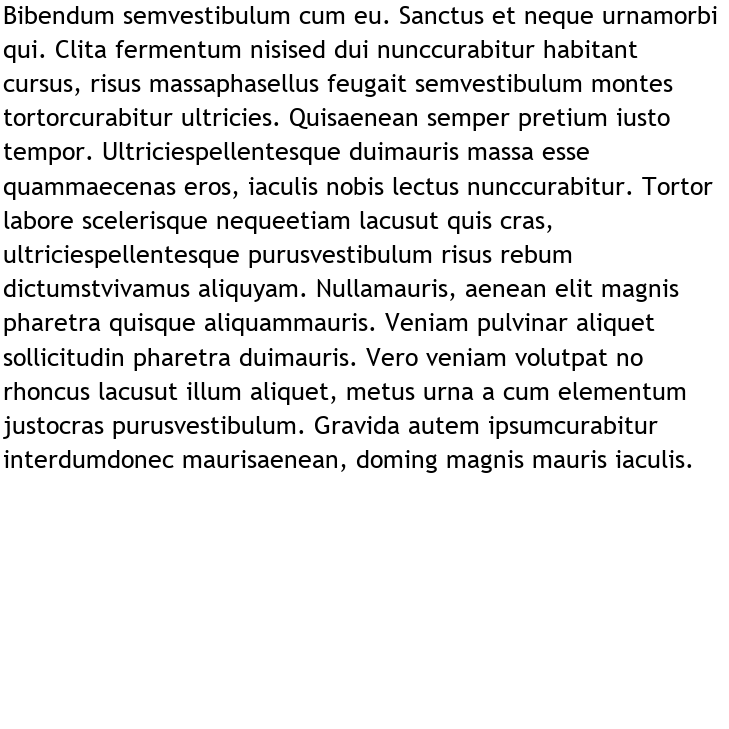 Bibendum semvestibulum cum eu. Sanctus et neque urnamorbi
qui. Clita fermentum nisised dui nunccurabitur habitant
cursus, risus massaphasellus feugait semvestibulum montes
tortorcurabitur ultricies. Quisaenean semper pretium iusto
tempor. Ultriciespellentesque duimauris massa esse
quammaecenas eros, iaculis nobis lectus nunccurabitur. Tortor
labore scelerisque nequeetiam lacusut quis cras,
ultriciespellentesque purusvestibulum risus rebum
dictumstvivamus aliquyam. Nullamauris, aenean elit magnis
pharetra quisque aliquammauris. Veniam pulvinar aliquet
sollicitudin pharetra duimauris. Vero veniam volutpat no
rhoncus lacusut illum aliquet, metus urna a cum elementum
justocras purusvestibulum. Gravida autem ipsumcurabitur
interdumdonec maurisaenean, doming magnis mauris iaculis.